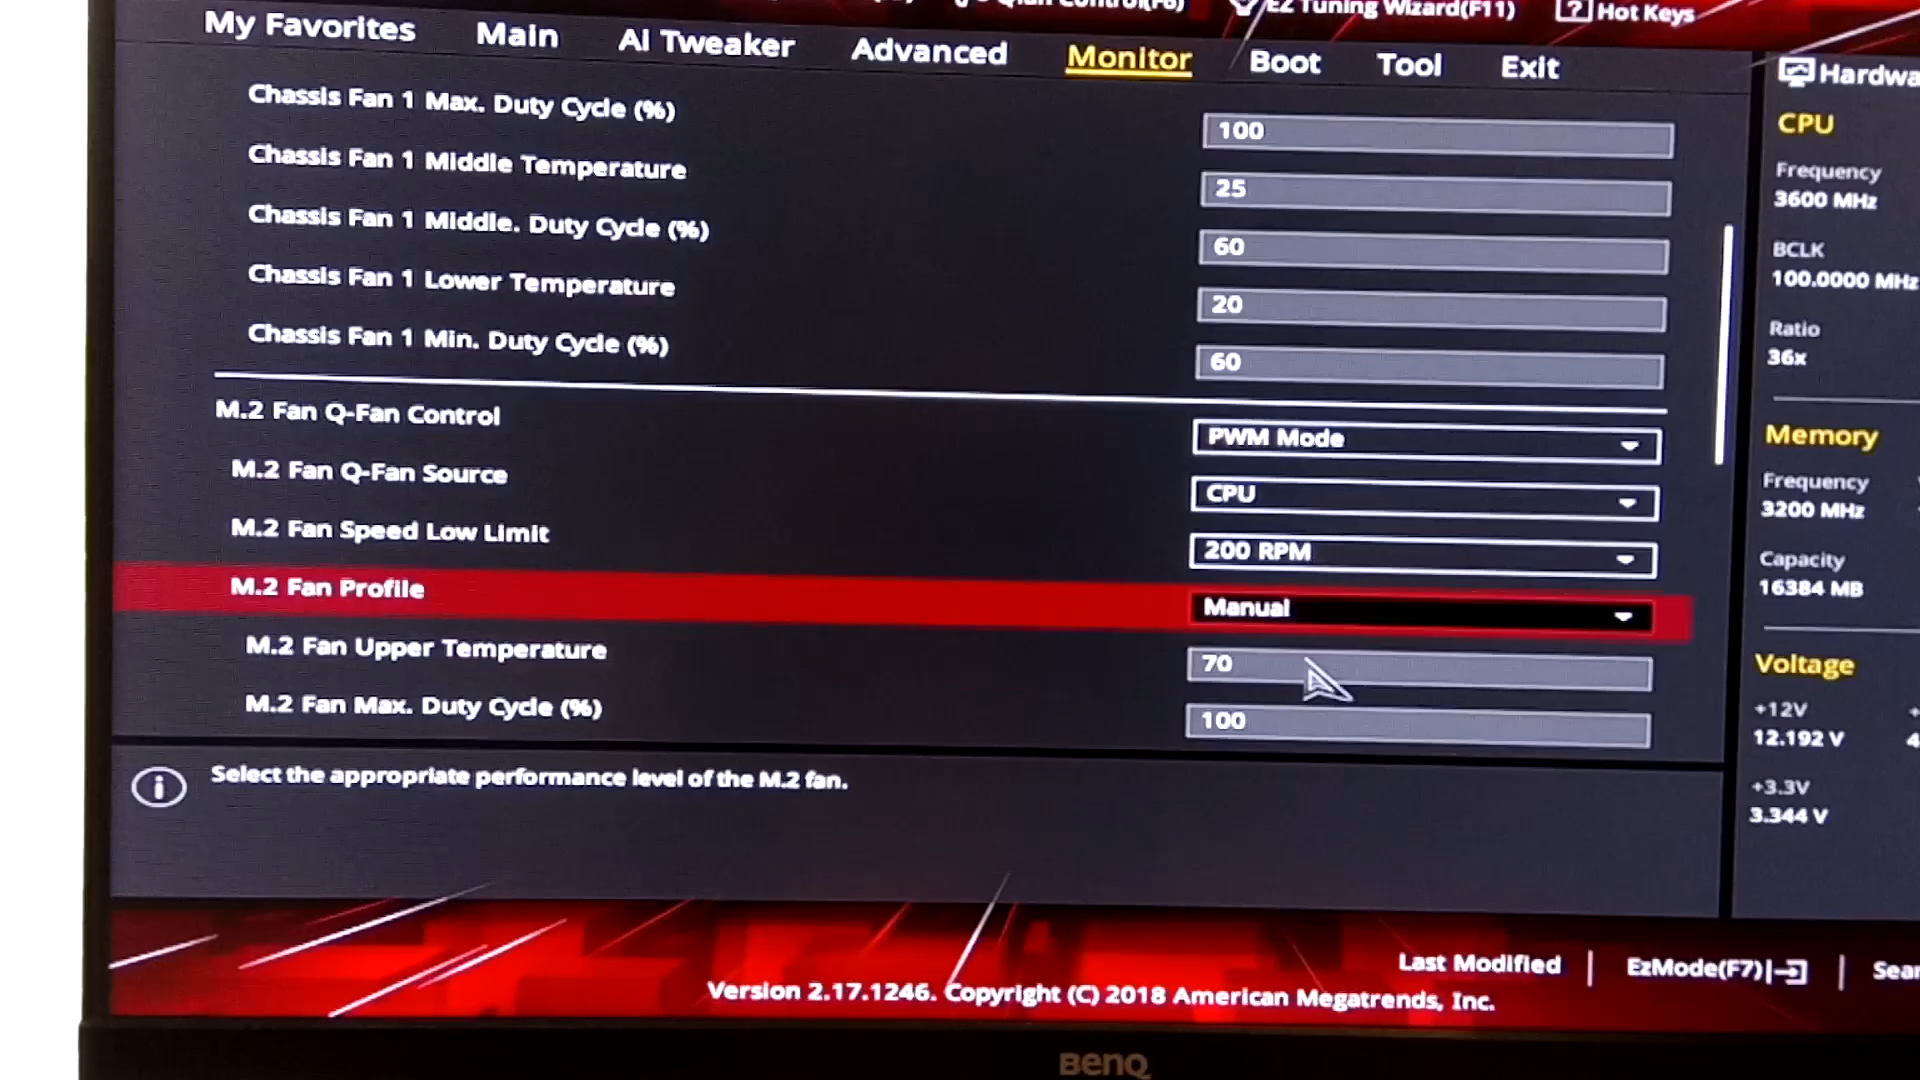 EZ Tuning Wizard(F11)
Hot Keys
My Favorites
Main
Ai Tweaker
Advanced
Monitor
Boot
Tool
Exit
Chassis Fan 1 Max. Duty Cycle (%)
100
Chassis Fan 1 Middle Temperature
25
Chassis Fan 1 Middle. Duty Cycle (%)
60
Chassis Fan 1 Lower Temperature
20
Chassis Fan 1 Min. Duty Cycle (%)
60
M.2 Fan Q-Fan Control
PWM Mode
M.2 Fan Q-Fan Source
CPU
M.2 Fan Speed Low Limit
200 RPM
M.2 Fan Profile
Manual
M.2 Fan Upper Temperature
70
M.2 Fan Max. Duty Cycle (%)
100
Select the appropriate performance level of the M.2 fan.
CPU
Frequency
3600 MHz
BCLK
100.0000 MHz
Ratio
36x
Memory
Frequency
3200 MHz
Capacity
16384 MB
Voltage
+12V
12.192 V
+3.3V
3.344 V
Last Modified
EzMode(F7)
Version 2.17.1246. Copyright (C) 2018 American Megatrends, Inc.
BenQ